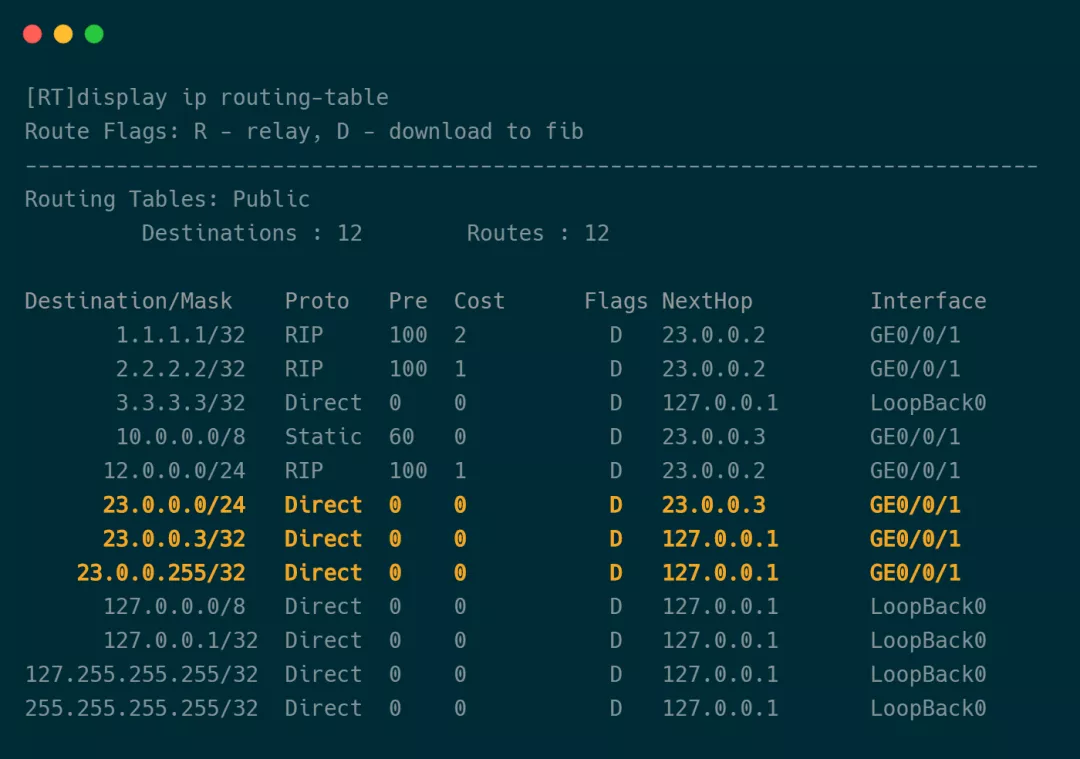 [RT]display ip routing-table
Route Flags: R - relay, D - download to fib
------------------------------------------------------------------------------
Routing Tables: Public
         Destinations : 12        Routes : 12

Destination/Mask    Proto   Pre  Cost      Flags NextHop         Interface
       1.1.1.1/32   RIP     100  2           D   23.0.0.2        GE0/0/1
       2.2.2.2/32   RIP     100  1           D   23.0.0.2        GE0/0/1
       3.3.3.3/32   Direct  0    0           D   127.0.0.1       LoopBack0
       10.0.0.0/8   Static  60   0           D   23.0.0.3        GE0/0/1
      12.0.0.0/24   RIP     100  1           D   23.0.0.2        GE0/0/1
      23.0.0.0/24   Direct  0    0           D   23.0.0.3        GE0/0/1
      23.0.0.3/32   Direct  0    0           D   127.0.0.1       GE0/0/1
    23.0.0.255/32   Direct  0    0           D   127.0.0.1       GE0/0/1
      127.0.0.0/8   Direct  0    0           D   127.0.0.1       LoopBack0
      127.0.0.1/32  Direct  0    0           D   127.0.0.1       LoopBack0
127.255.255.255/32  Direct  0    0           D   127.0.0.1       LoopBack0
255.255.255.255/32  Direct  0    0           D   127.0.0.1       LoopBack0